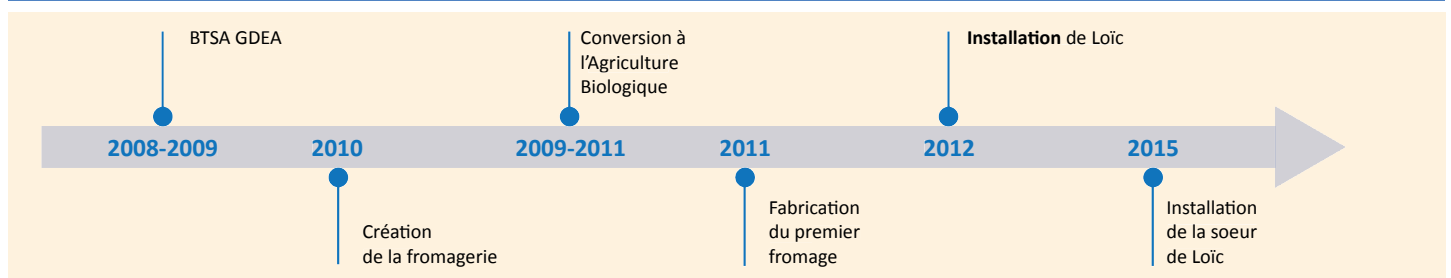 BTSA GDEA
Conversion à
l'Agriculture
Biologique
Installation de Loïc
2008-2009
2010
2009-2011
2011
2012
2015
Création
de la fromagerie
Fabrication
du premier
fromage
Installation
de la soeur
de Loïc